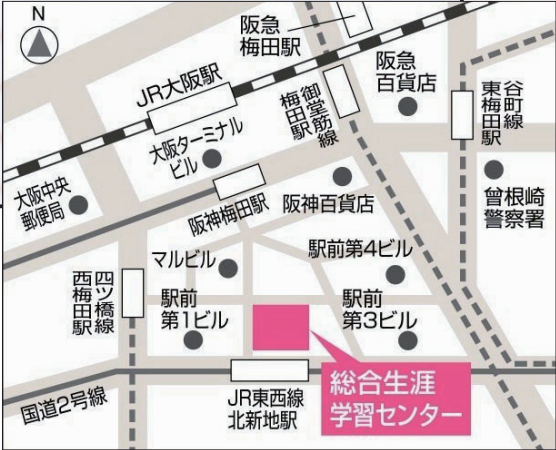 N
阪急
梅田駅
JR大阪駅
阪急
百貨店
御堂筋線
梅田駅
谷町線
東梅田駅
大阪ターミナル
ビル
大阪中央
郵便局
阪神梅田駅
阪神百貨店
曾根崎
警察署
マルビル
駅前第4ビル
四ツ橋線
西梅田駅
駅前
第1ビル
駅前
第3ビル
国道2号線
JR東西線
北新地駅
総合生涯
学習センター